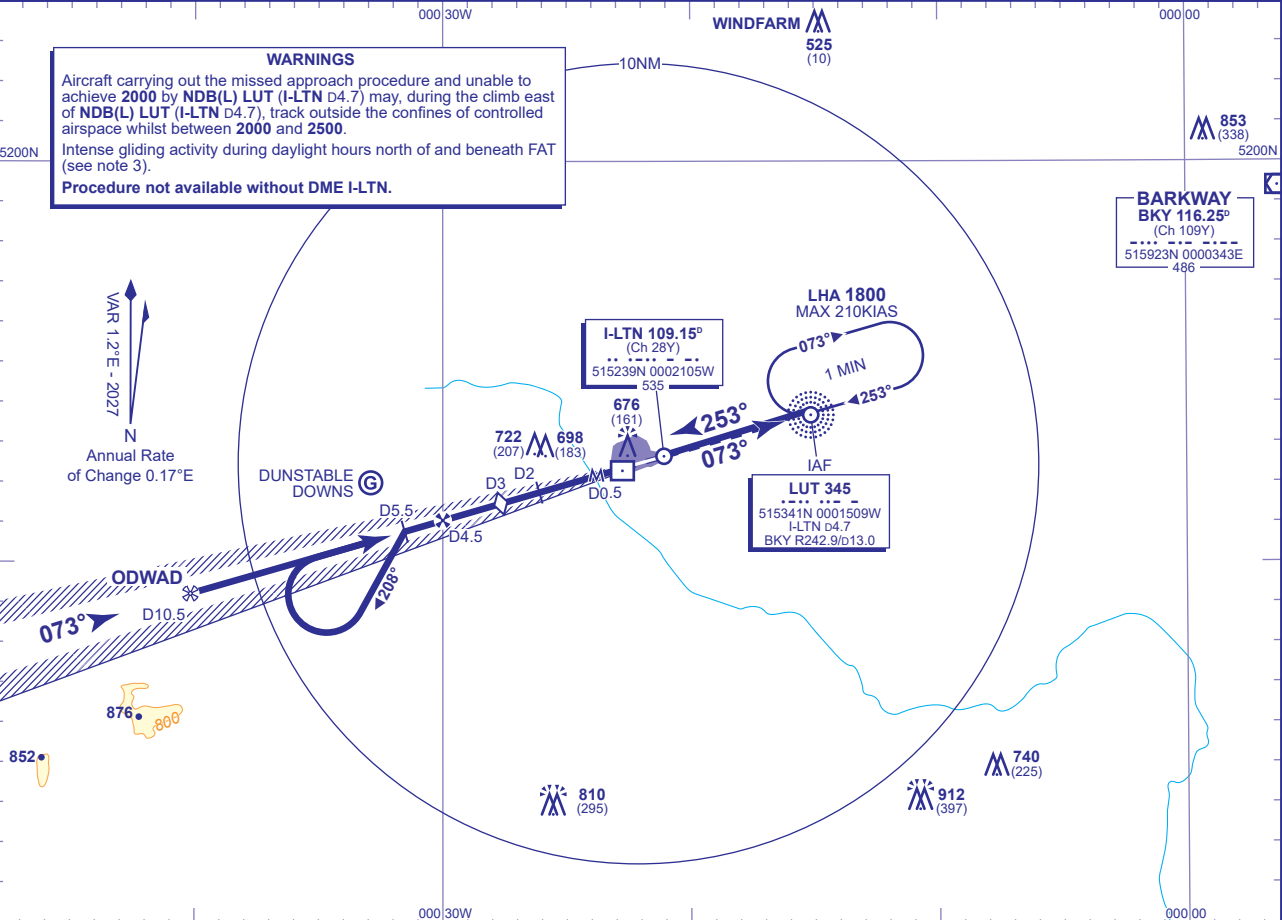 000 30W
WINDFARM
525
(10)
000 00
WARNINGS
Aircraft carrying out the missed approach procedure and unable to
achieve 2000 by NDB(L) LUT (I-LTN D4.7) may, during the climb east
of NDB(L) LUT (I-LTN D4.7), track outside the confines of controlled
airspace whilst between 2000 and 2500.
Intense gliding activity during daylight hours north of and beneath FAT
(see note 3).
Procedure not available without DME I-LTN.
10NM
853
(338)
5200N
5200N
BARKWAY
BKY 116.25D
(Ch 109Y)
515923N 0000343E
486
VAR 1.2°E - 2027
N
Annual Rate
of Change 0.17°E
LHA 1800
MAX 210KIAS
073°
1 MIN
253°
I-LTN 109.15D
(Ch 28Y)
515239N 0002105W
535
676
(161)
253°
073°
722
(207)
698
(183)
IAF
LUT 345
515341N 0001509W
I-LTN D4.7
BKY R242.9/D13.0
DUNSTABLE
DOWNS
G
D5.5
D4.5
D3
D2
D0.5
208°
ODWAD
D10.5
073°
876
800
852
810
(295)
912
(397)
740
(225)
000 30W
000 00